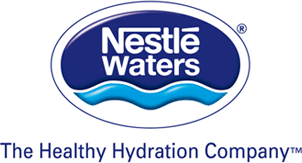 Nestlé
Waters
®
The Healthy Hydration Company™